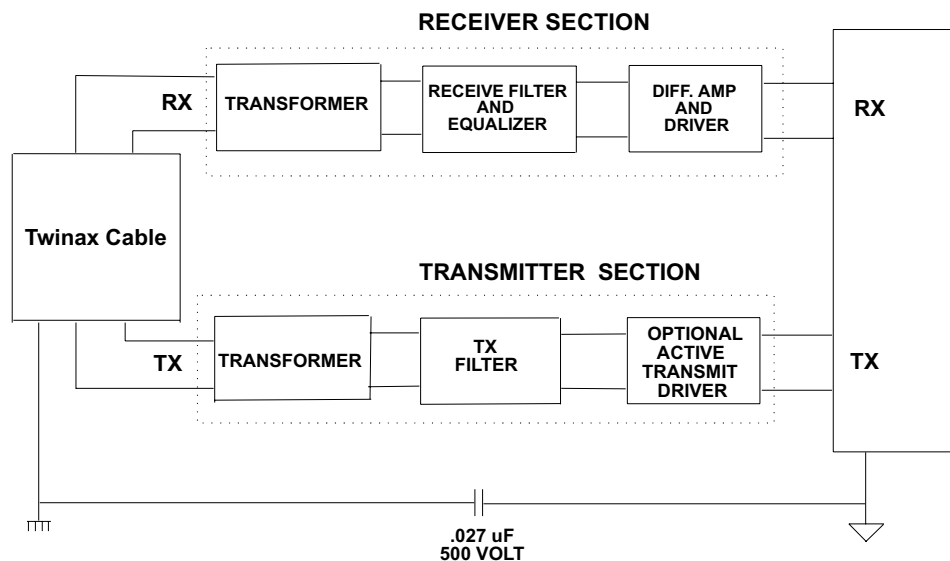 RECEIVER SECTION
RX
TRANSFORMER
RECEIVE FILTER
AND
EQUALIZER
DIFF. AMP
AND
DRIVER
RX
Twinax Cable
TRANSMITTER SECTION
TX
TRANSFORMER
TX
FILTER
OPTIONAL
ACTIVE
TRANSMIT
DRIVER
TX
.027 uF
500 VOLT